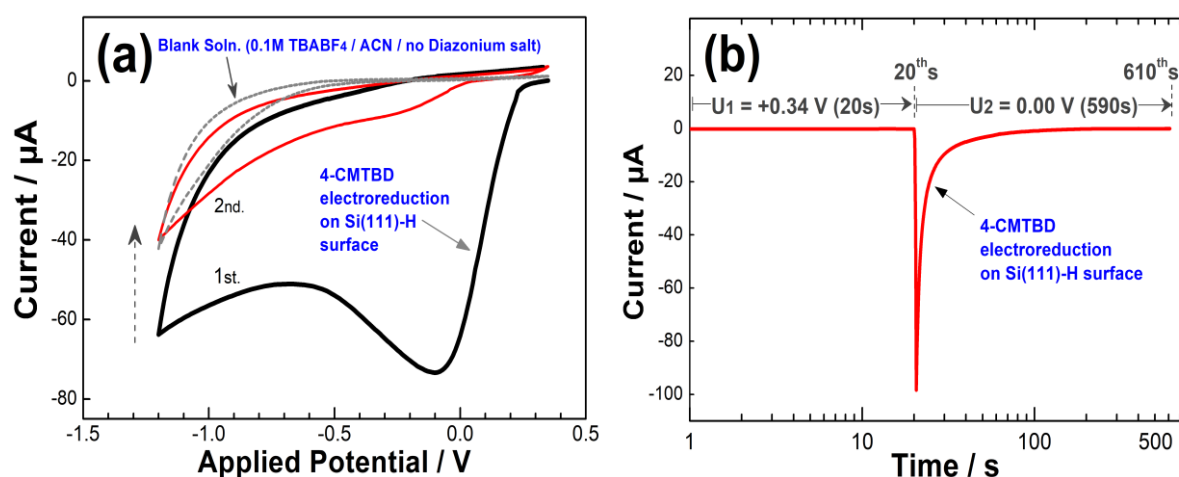 (a)
Blank Soln. (0.1M TBABF4 / ACN / no Diazonium salt)
0
-20
-40
-60
-80
Current / µA
4-CMTBD
electroreduction
on Si(111)-H
surface
2nd.
1st.
-1.5
-1.0
-0.5
0.0
0.5
Applied Potential / V
(b)
20th s
610th s
U1 = +0.34 V (20s)
U2 = 0.00 V (590s)
20
0
-20
-40
-60
-80
-100
Current / µA
4-CMTBD
electroreduction
on Si(111)-H surface
1
10
100
500
Time / s